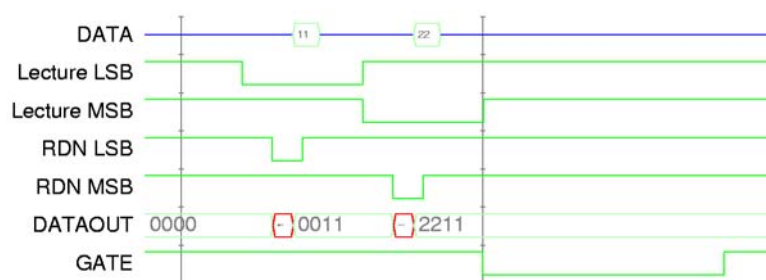 DATA 11 22
Lecture LSB
Lecture MSB
RDN LSB
RDN MSB
DATAOUT 0000 0011 2211
GATE